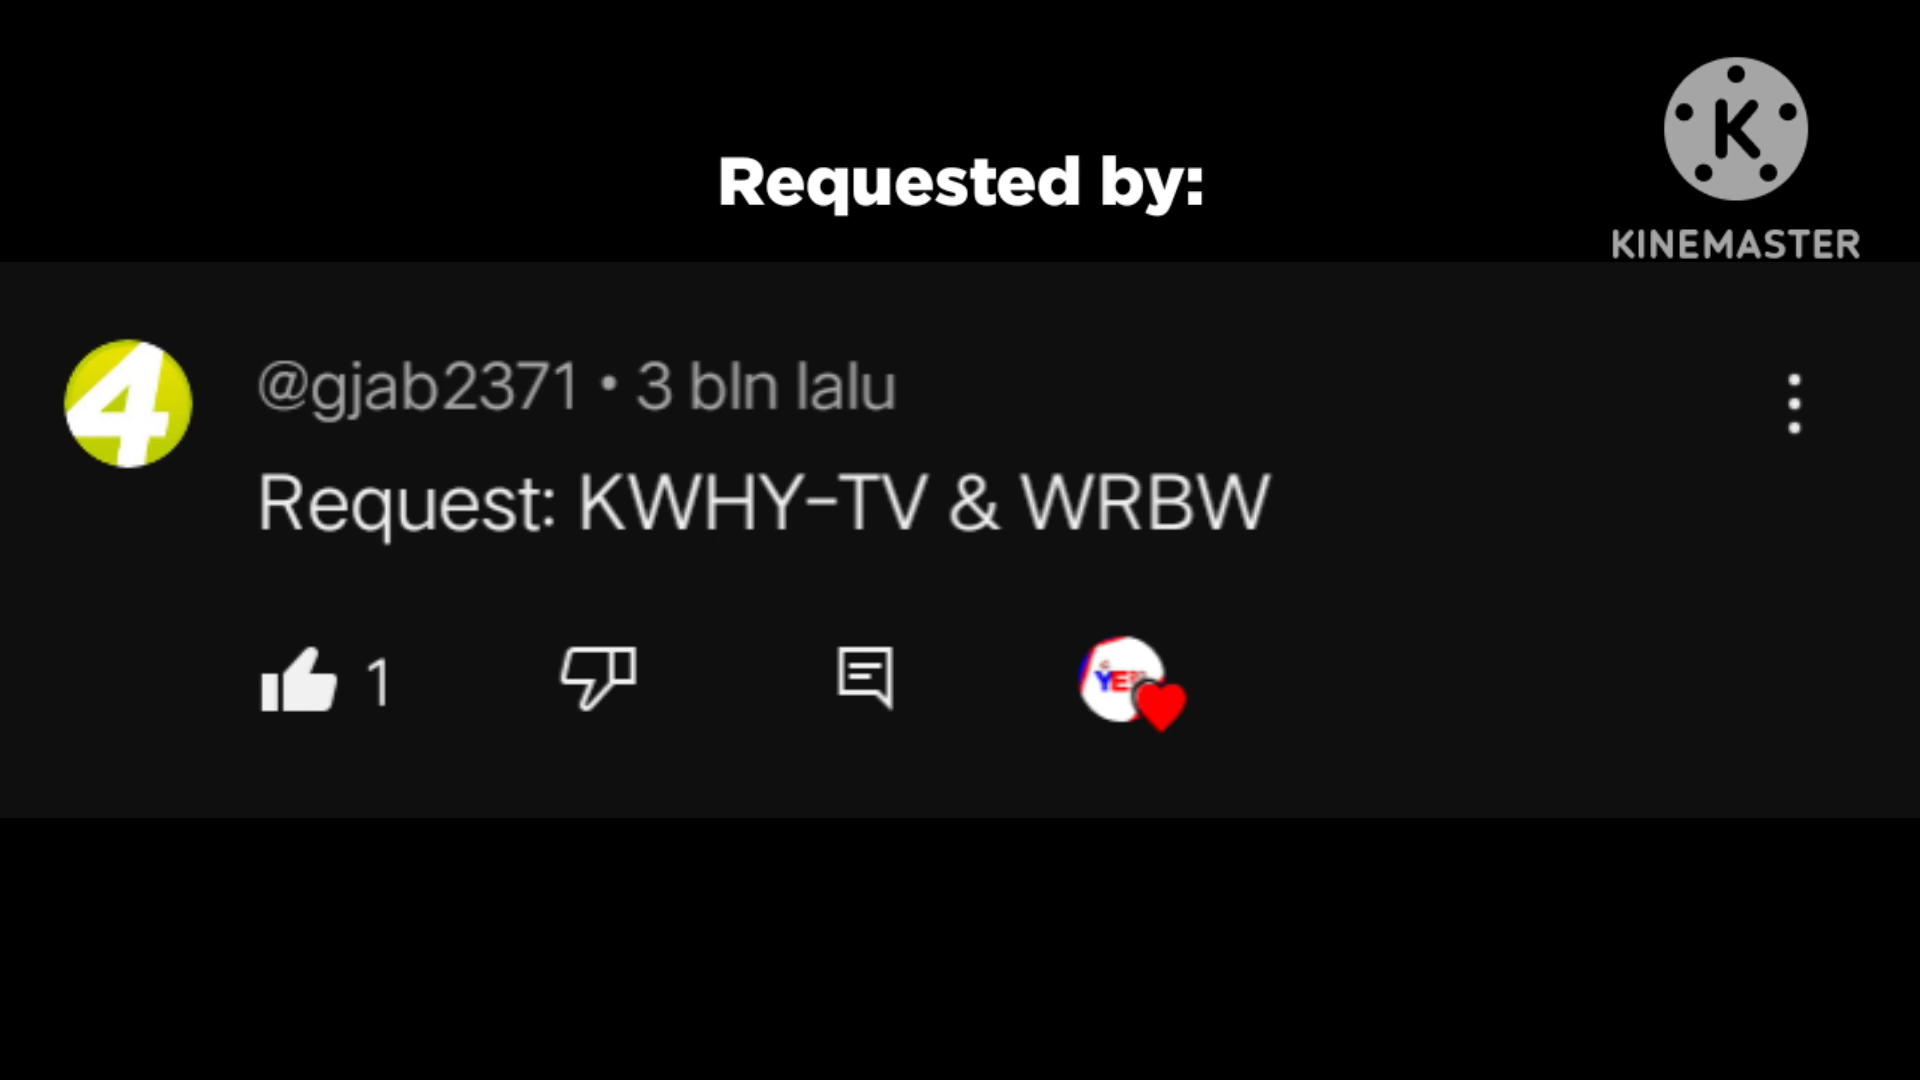 Requested by:
KINEMASTER
@gjab2371 • 3 bln lalu
Request: KWHY-TV & WRBW
1